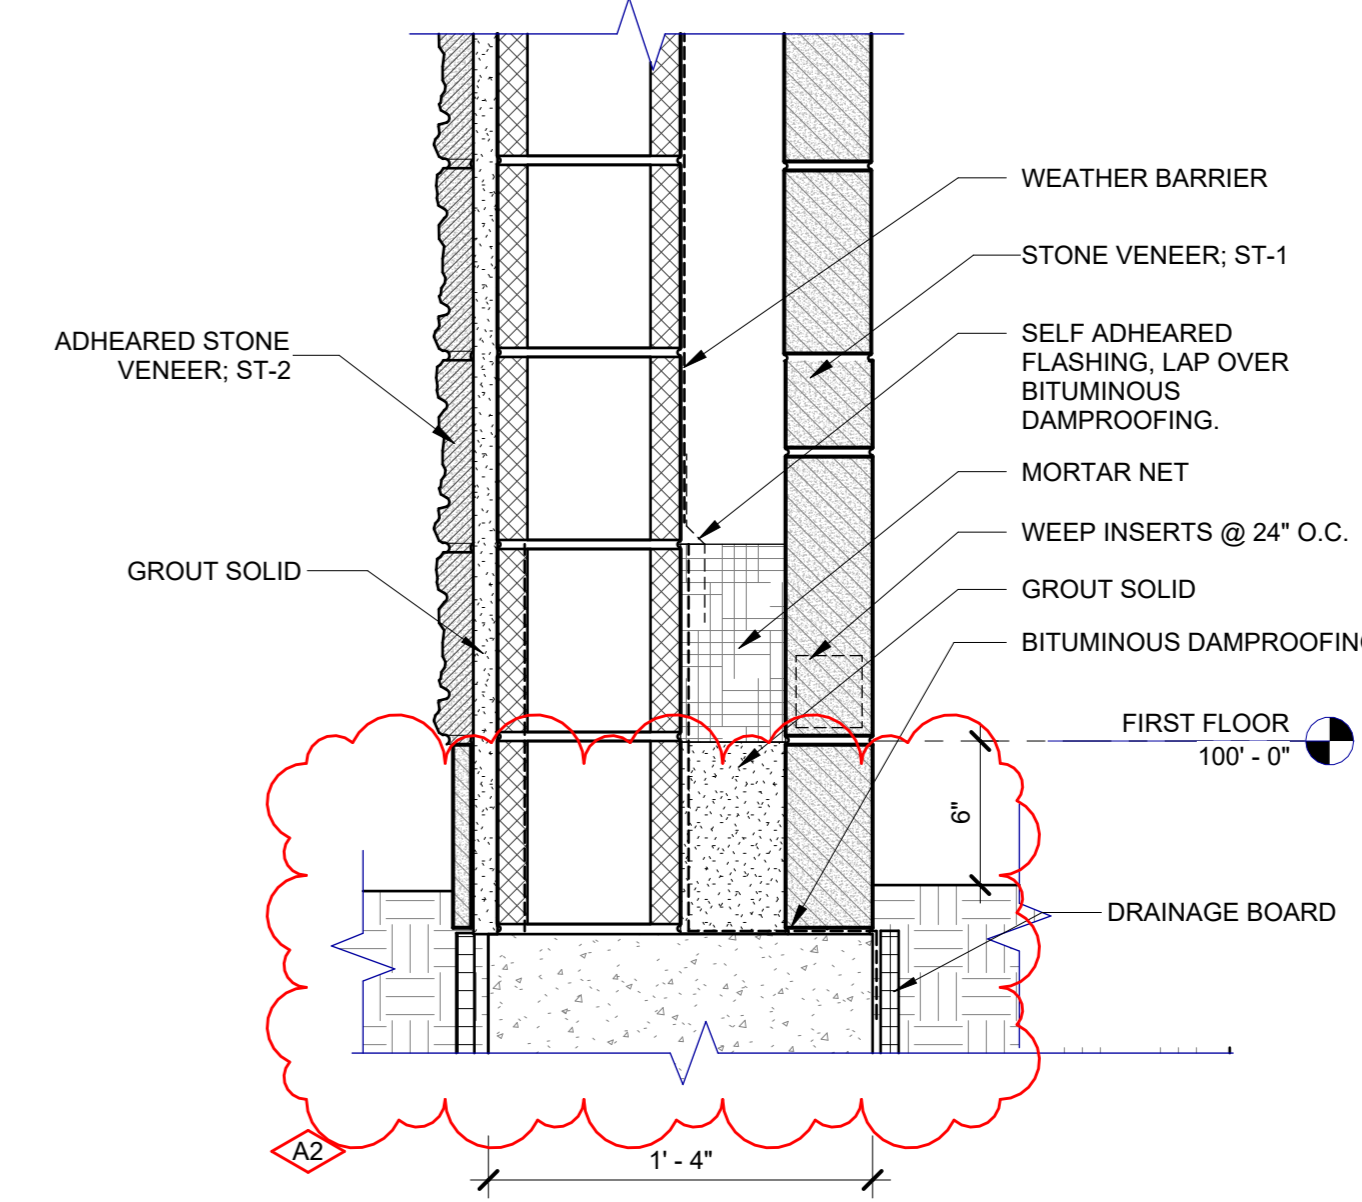 WEATHER BARRIER
STONE VENEER; ST-1
SELF ADHEARED
FLASHING, LAP OVER
BITUMINOUS
DAMPROOFING.
MORTAR NET
WEEP INSERTS @ 24" O.C.
GROUT SOLID
BITUMINOUS DAMPROOFING
ADHEARED STONE
VENEER; ST-2
GROUT SOLID
FIRST FLOOR
100' - 0"
6"
DRAINAGE BOARD
A2
1' - 4"